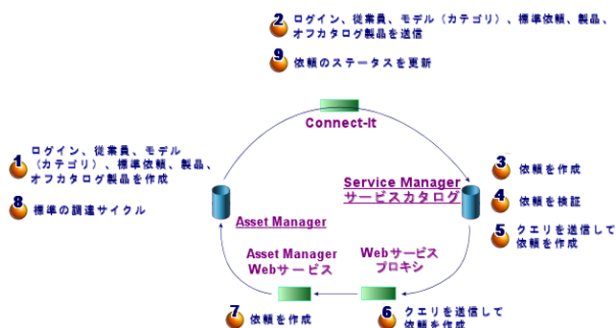 2 ログイン、従業員、モデル（カテゴリ）、標準依頼、製品、
オフカタログ製品を送信
9 依頼のステータスを更新
Connect-It
1 ログイン、従業員、モデル
（カテゴリ）、標準依頼、製品、
オフカタログ製品を作成
8 標準の調達サイクル
Asset Manager
Service Manager
サービスカタログ
3 依頼を作成
4 依頼を検証
5 クエリを送信して
依頼を作成
Asset Manager
Webサービス
Webサービス
プロキシ
7 依頼を作成
6 クエリを送信して
依頼を作成